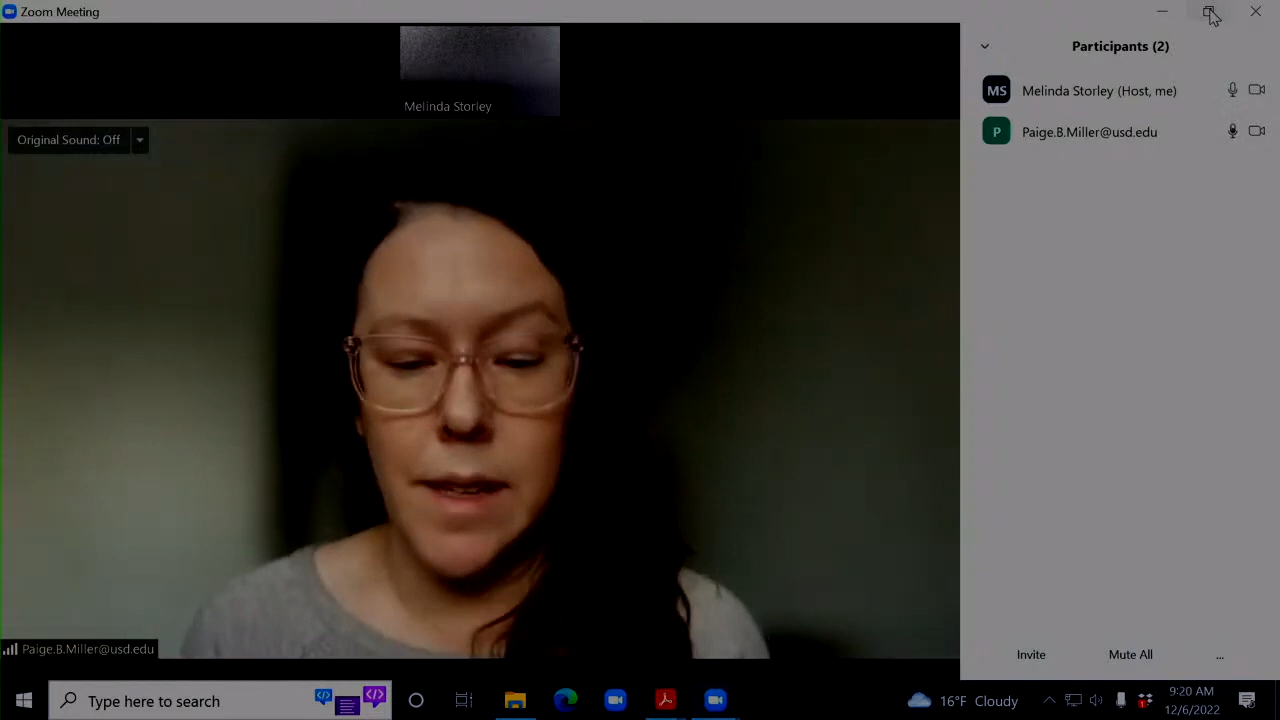 Zoom Meeting
Melinda Storley
Original Sound: Off
Participants (2)
MS
Melinda Storley (Host, me)
P
Paige.B.Miller@usd.edu
Paige.B.Miller@usd.edu
Invite
Mute All
...
Type here to search
16°F Cloudy
1
9:20 AM
12/6/2022